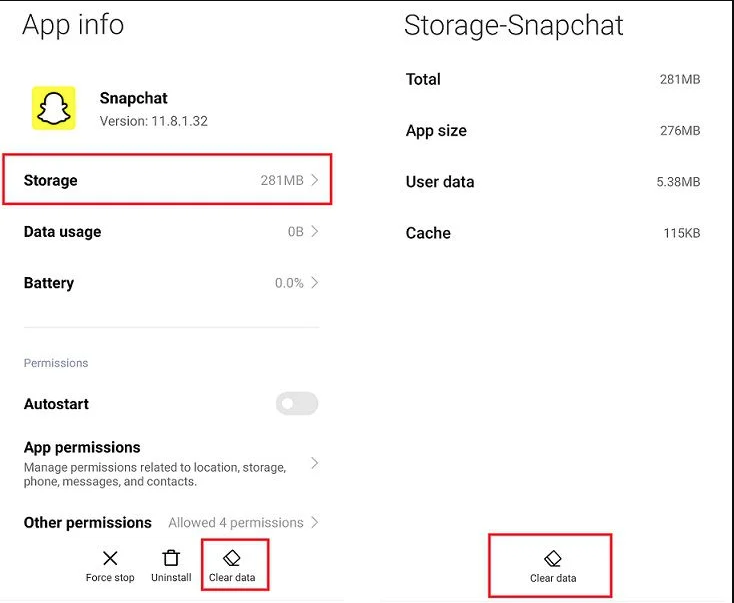 App info
Snapchat
Version: 11.8.1.32
Storage 281MB
Data usage 0B
Battery 0.0%
Permissions
Autostart
App permissions
Manage permissions related to location, storage,
phone, messages, and contacts.
Other permissions Allowed 4 permissions
Force stop Uninstall Clear data
Storage-Snapchat
Total 281MB
App size 276MB
User data 5.38MB
Cache 115KB
Clear data